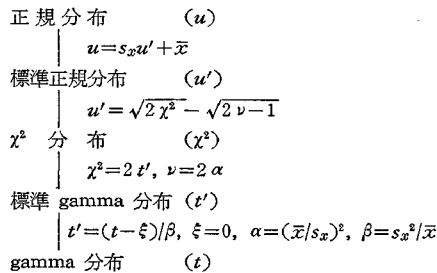 正規分布 (u)
u=s_x u'+x̄
標準正規分布 (u')
u'=√2χ² −√2ν−1
χ² 分布 (χ²)
χ²=2t', ν=2α
標準 gamma 分布 (t')
t'=(t−ξ)/β, ξ=0, α=(x̄/s_x)², β=s_x²/x̄
gamma 分布 (t)